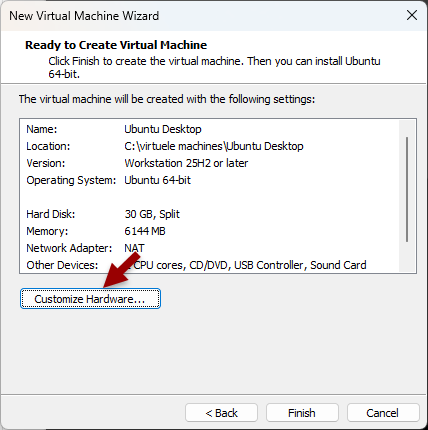 New Virtual Machine Wizard
Ready to Create Virtual Machine
Click Finish to create the virtual machine. Then you can install Ubuntu
64-bit.
The virtual machine will be created with the following settings:
Name: Ubuntu Desktop
Location: C:\virtuele machines\Ubuntu Desktop
Version: Workstation 25H2 or later
Operating System: Ubuntu 64-bit
Hard Disk: 30 GB, Split
Memory: 6144 MB
Network Adapter: NAT
Other Devices: CPU cores, CD/DVD, USB Controller, Sound Card
Customize Hardware...
< Back
Finish
Cancel